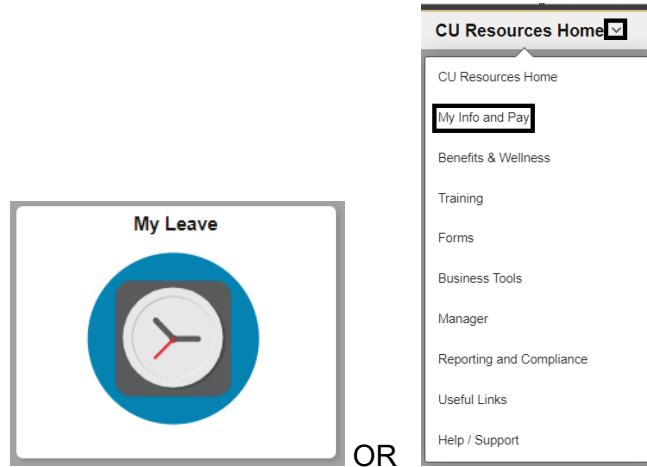 CU Resources Home
CU Resources Home
My Info and Pay
Benefits & Wellness
Training
Forms
Business Tools
Manager
Reporting and Compliance
Useful Links
Help / Support
My Leave
OR